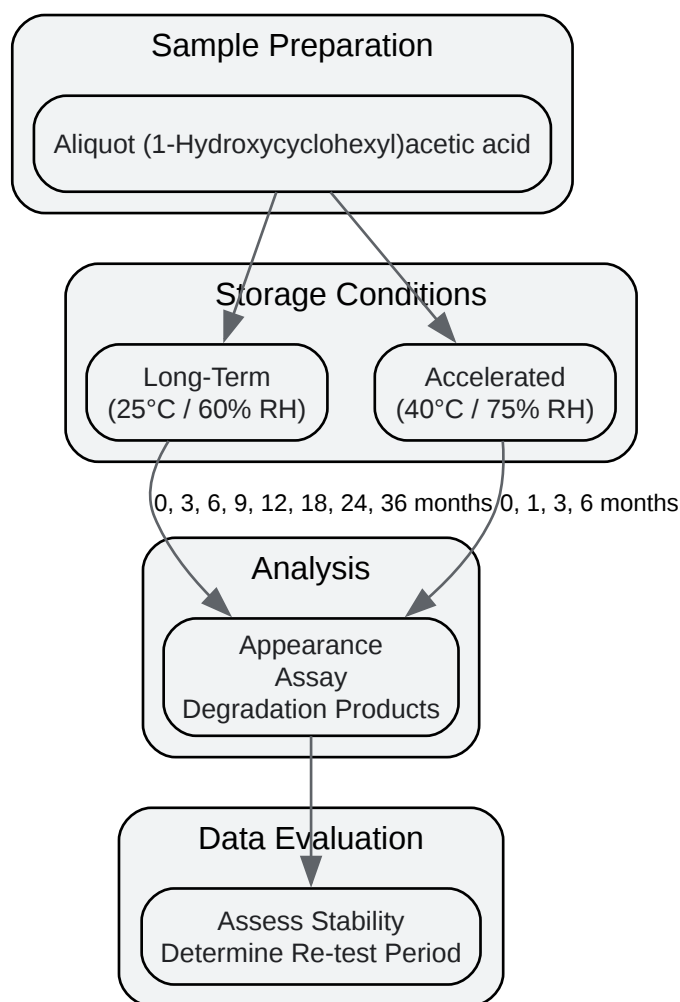 Sample Preparation
Aliquot (1-Hydroxycyclohexyl)acetic acid
Storage Conditions
Long-Term
(25°C / 60% RH)
Accelerated
(40°C / 75% RH)
0, 3, 6, 9, 12, 18, 24, 36 months
0, 1, 3, 6 months
Analysis
Appearance
Assay
Degradation Products
Data Evaluation
Assess Stability
Determine Re-test Period